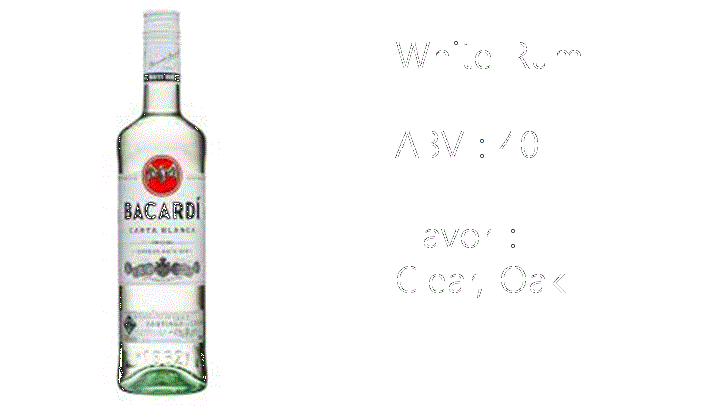 BACARDÍ
CARTA BLANCA
White Rum
ABV : 40
Flavor :
Clear, Oak